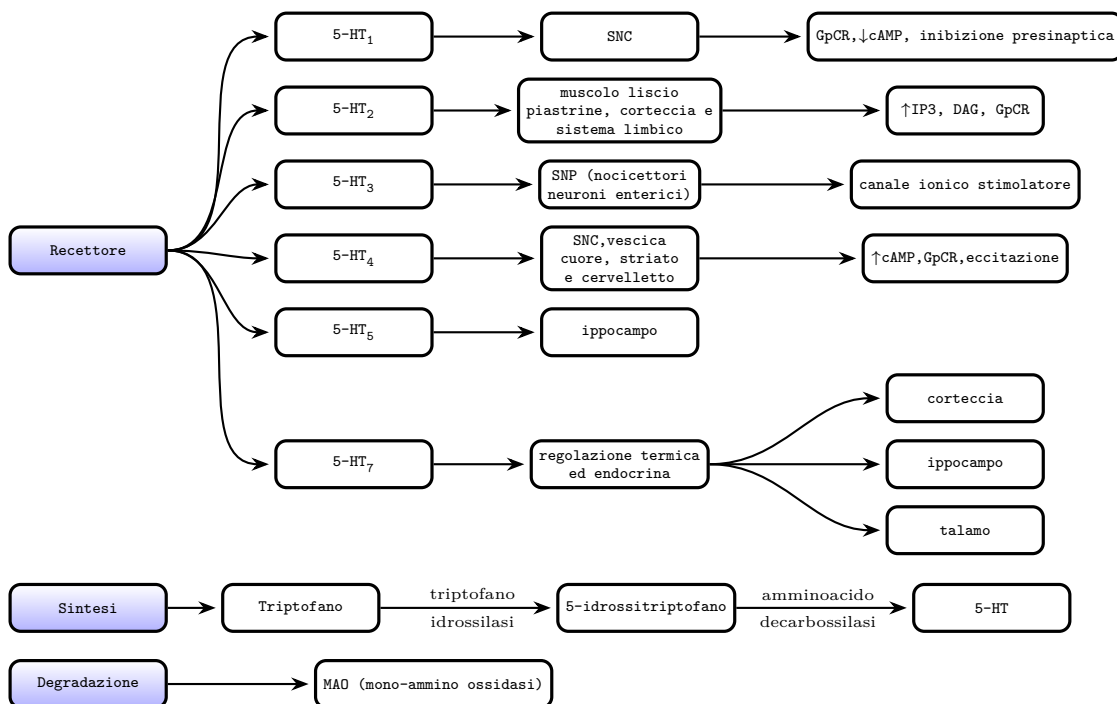 5-HT1
SNC
GpCR,↓cAMP, inibizione presinaptica
5-HT2
muscolo liscio
piastrine, corteccia e
sistema limbico
↑IP3, DAG, GpCR
5-HT3
SNP (nocicettori
neuroni enterici)
canale ionico stimolatore
Recettore
5-HT4
SNC,vescica
cuore, striato
e cervelletto
↑cAMP,GpCR,eccitazione
5-HT5
ippocampo
5-HT7
regolazione termica
ed endocrina
corteccia
ippocampo
talamo
Sintesi
Triptofano
triptofano
idrossilasi
5-idrossitriptofano
amminoacido
decarbossilasi
5-HT
Degradazione
MAO (mono-ammino ossidasi)